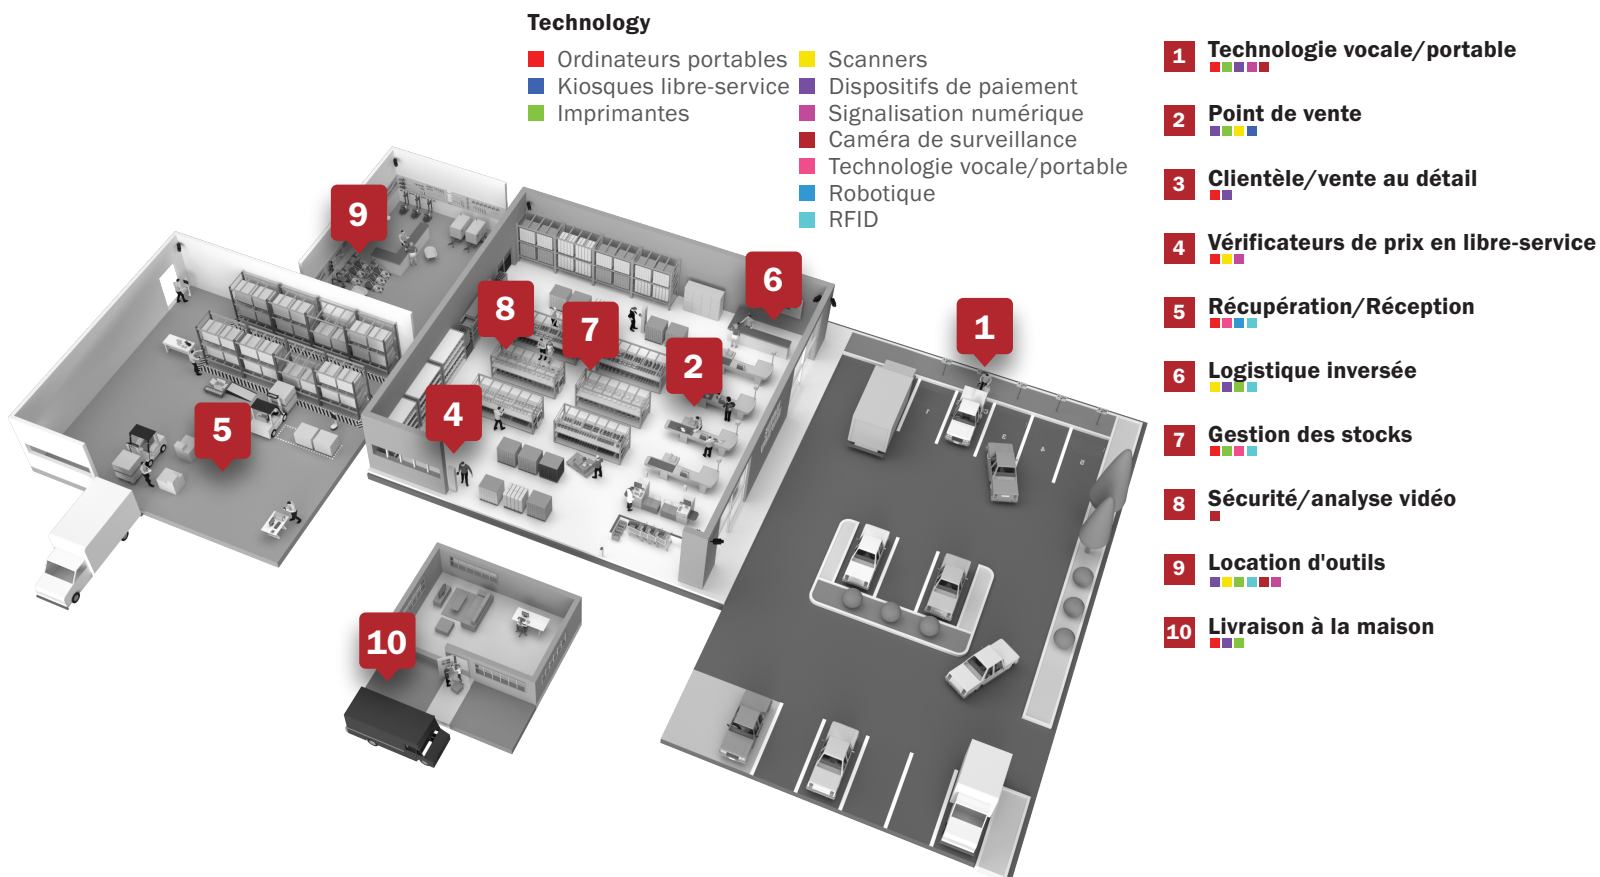 Technology
Ordinateurs portables
Kiosques libre-service
Imprimantes
Scanners
Dispositifs de paiement
Signalisation numérique
Caméra de surveillance
Technologie vocale/portable
Robotique
RFID
1 Technologie vocale/portable
2 Point de vente
3 Clientèle/vente au détail
4 Vérificateurs de prix en libre-service
5 Récupération/Réception
6 Logistique inversée
7 Gestion des stocks
8 Sécurité/analyse vidéo
9 Location d'outils
10 Livraison à la maison
9
6
8
7
1
2
4
5
10